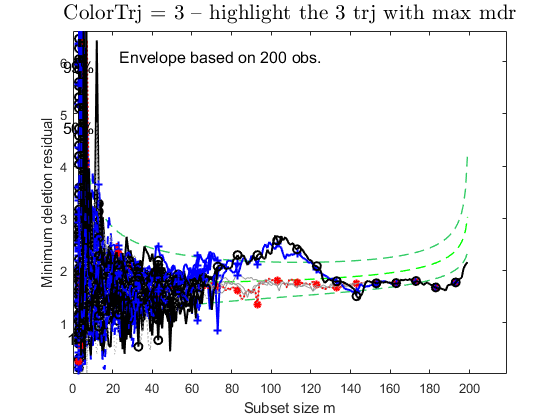 ColorTrj = 3 – highlight the 3 trj with max mdr
Envelope based on 200 obs.
Minimum deletion residual
6
5
4
3
2
1
0 20 40 60 80 100 120 140 160 180 200
Subset size m